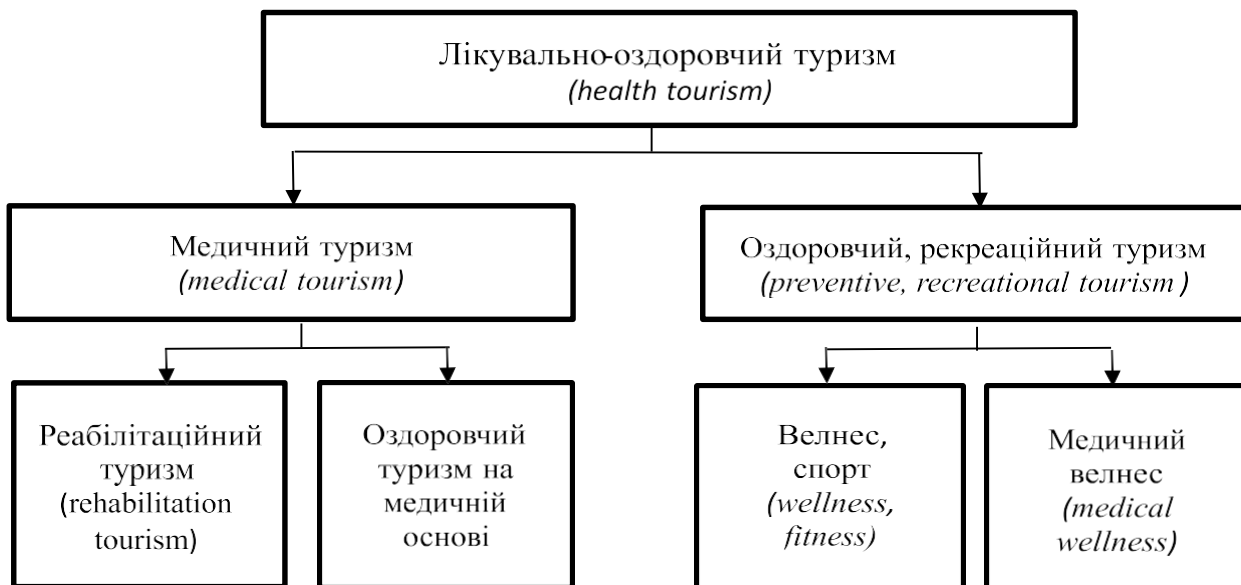 Лікувально-оздоровчий туризм
(health tourism)
Медичний туризм
(medical tourism)
Оздоровчий, рекреаційний туризм
(preventive, recreational tourism )
Реабілітаційний
туризм
(rehabilitation
tourism)
Оздоровчий
туризм на
медичній
основі
Велнес,
спорт
(wellness,
fitness)
Медичний
велнес
(medical
wellness)